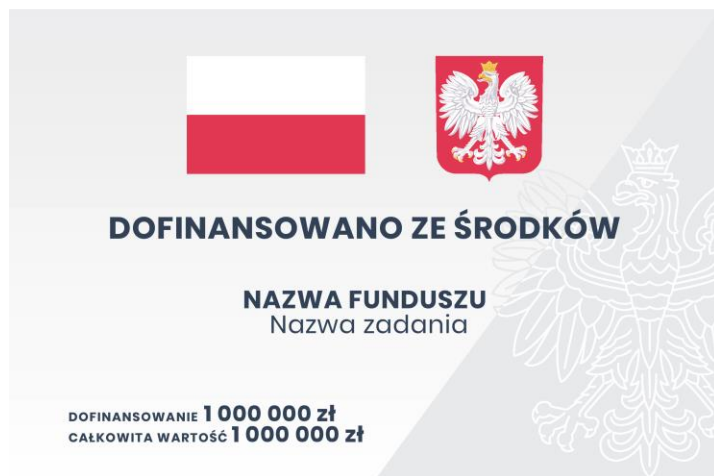 DOFINANSOWANO ZE ŚRODKÓW
NAZWA FUNDUSZU
Nazwa zadania
DOFINANSOWANIE 1 000 000 zł
CAŁKOWITA WARTOŚĆ 1 000 000 zł